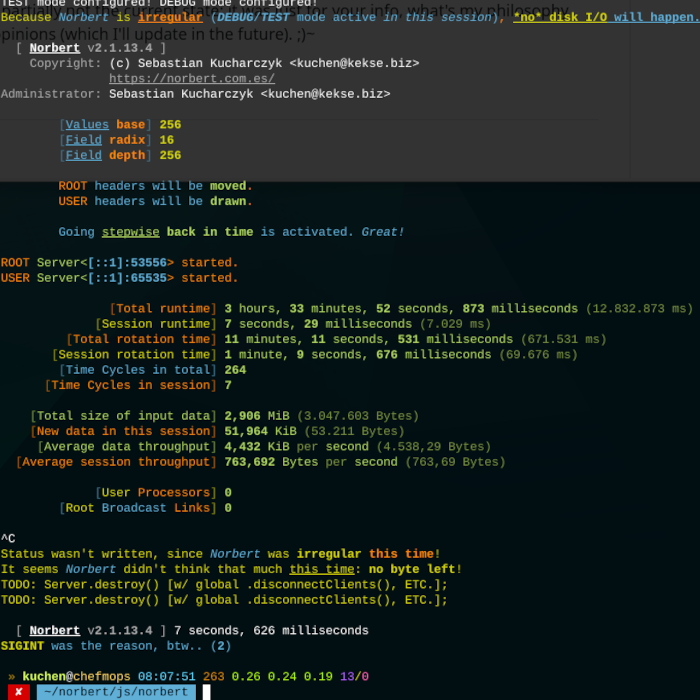 TEST mode configured! DEBUG mode configured!
partially not the current state; it was just for your info, what's my philosophy
Because Norbert is irregular (DEBUG/TEST mode active in this session), *no* disk I/O will happen.
pinions (which I'll update in the future). ;)~
[ Norbert v2.1.13.4 ]
Copyright: (c) Sebastian Kucharczyk <kuchen@kekse.biz>
https://norbert.com.es/
Administrator: Sebastian Kucharczyk <kuchen@kekse.biz>
[Values base] 256
[Field radix] 16
[Field depth] 256
ROOT headers will be moved.
USER headers will be drawn.
Going stepwise back in time is activated. Great!
ROOT Server<[::1]:53556> started.
USER Server<[::1]:65535> started.
[Total runtime] 3 hours, 33 minutes, 52 seconds, 873 milliseconds (12.832.873 ms)
[Session runtime] 7 seconds, 29 milliseconds (7.029 ms)
[Total rotation time] 11 minutes, 11 seconds, 531 milliseconds (671.531 ms)
[Session rotation time] 1 minute, 9 seconds, 676 milliseconds (69.676 ms)
[Time Cycles in total] 264
[Time Cycles in session] 7
[Total size of input data] 2,906 MiB (3.047.603 Bytes)
[New data in this session] 51,964 KiB (53.211 Bytes)
[Average data throughput] 4,432 KiB per second (4.538,29 Bytes)
[Average session throughput] 763,692 Bytes per second (763,69 Bytes)
[User Processors] 0
[Root Broadcast Links] 0
^C
Status wasn't written, since Norbert was irregular this time!
It seems Norbert didn't think that much this time: no byte left!
TODO: Server.destroy() [w/ global .disconnectClients(), ETC.];
TODO: Server.destroy() [w/ global .disconnectClients(), ETC.];
[ Norbert v2.1.13.4 ] 7 seconds, 626 milliseconds
SIGINT was the reason, btw.. (2)
» kuchen@chefmops 08:07:51 263 0.26 0.24 0.19 13/0
✘ ~/norbert/js/norbert